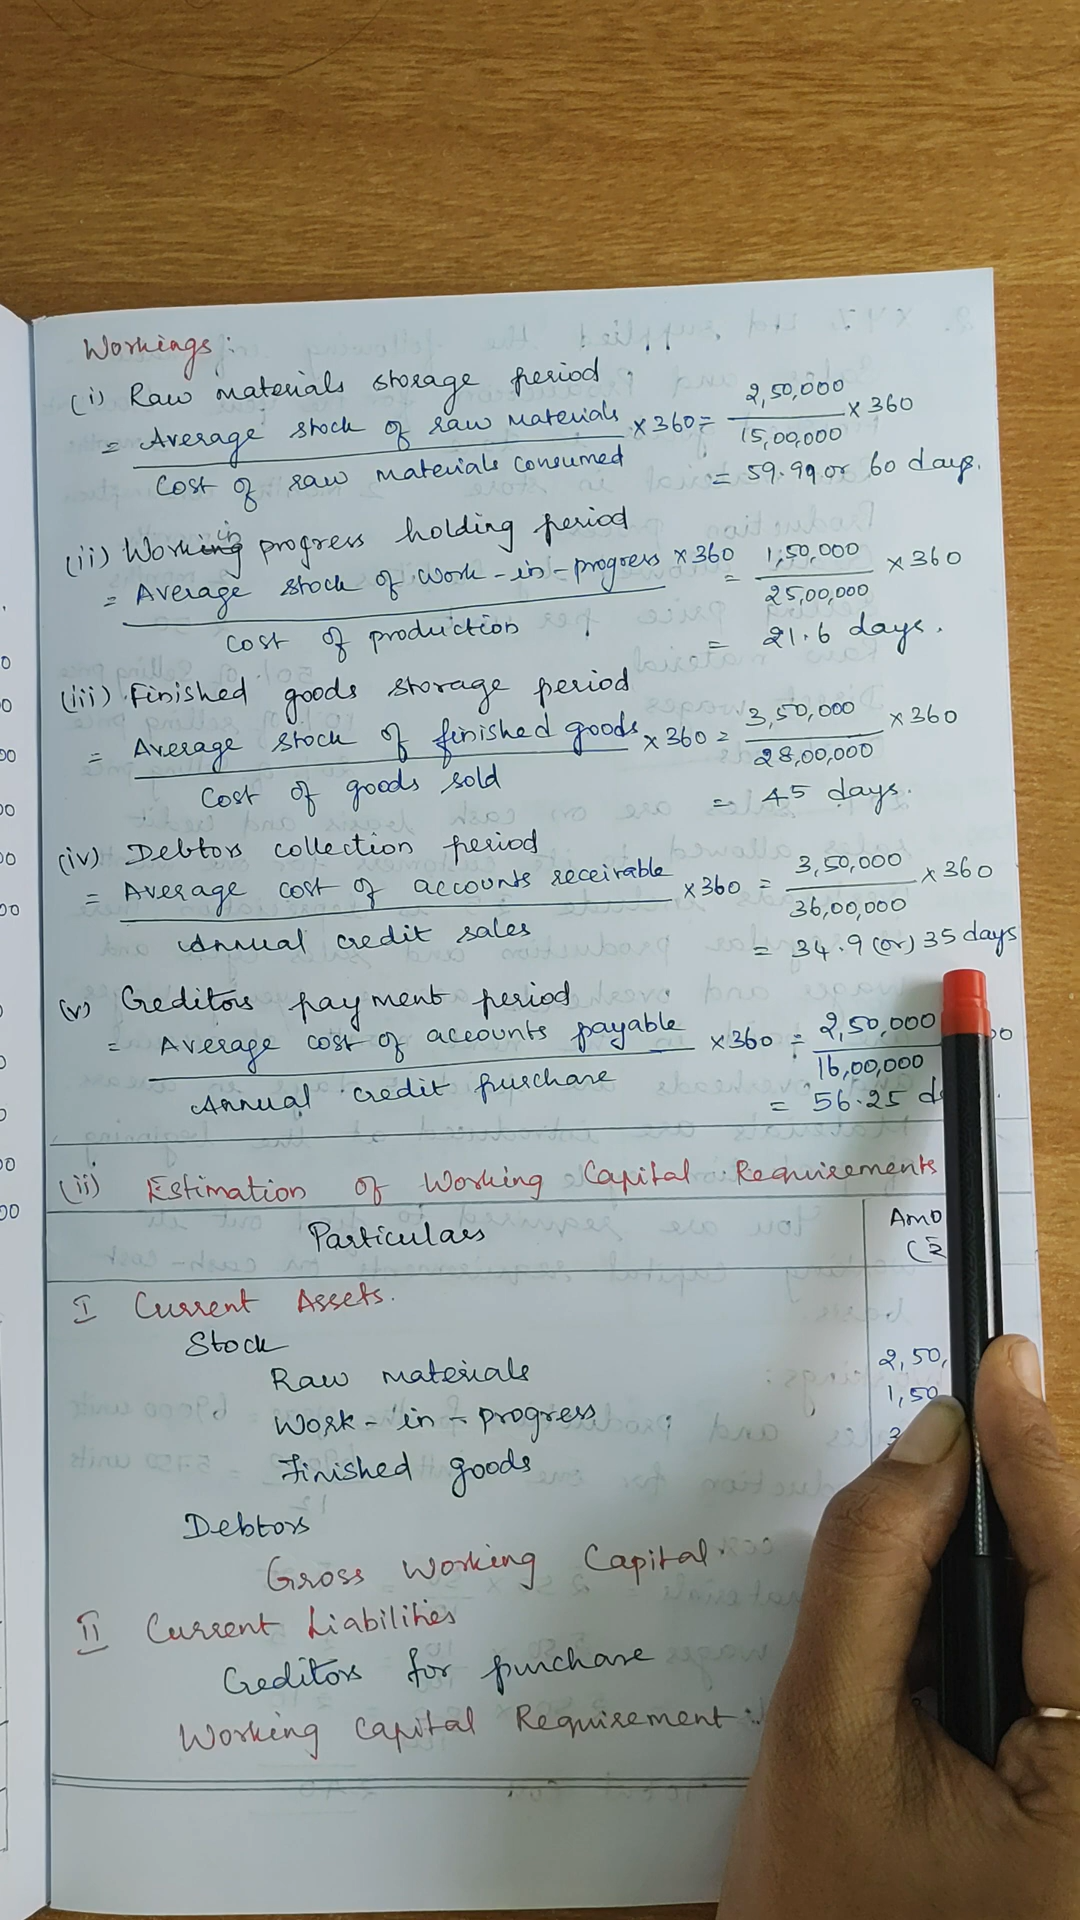 Workings:
(i) Raw materials storage period
= Average stock of raw materials / Cost of raw materials consumed × 360 = 2,50,000 / 15,00,000 × 360
= 59.99 or 60 days.
(ii) Working in progress holding period
= Average stock of work-in-progress / Cost of production × 360 = 1,50,000 / 25,00,000 × 360
= 21.6 days.
(iii) Finished goods storage period
= Average stock of finished goods / Cost of goods sold × 360 = 3,50,000 / 28,00,000 × 360
= 45 days.
(iv) Debtors collection period
= Average cost of accounts receivable / Annual credit sales × 360 = 3,50,000 / 36,00,000 × 360
= 34.9 (or) 35 days
(v) Creditors payment period
= Average cost of accounts payable / Annual credit purchase × 360 = 2,50,000 / 16,00,000
= 56.25 d
(ii) Estimation of Working Capital Requirements
Particulars Amo
(₹
I Current Assets.
Stock
Raw materials 2,50,
Work-in-progress 1,50
Finished goods 3
Debtors
Gross Working Capital
II Current Liabilities
Creditors for purchase
Working Capital Requirement